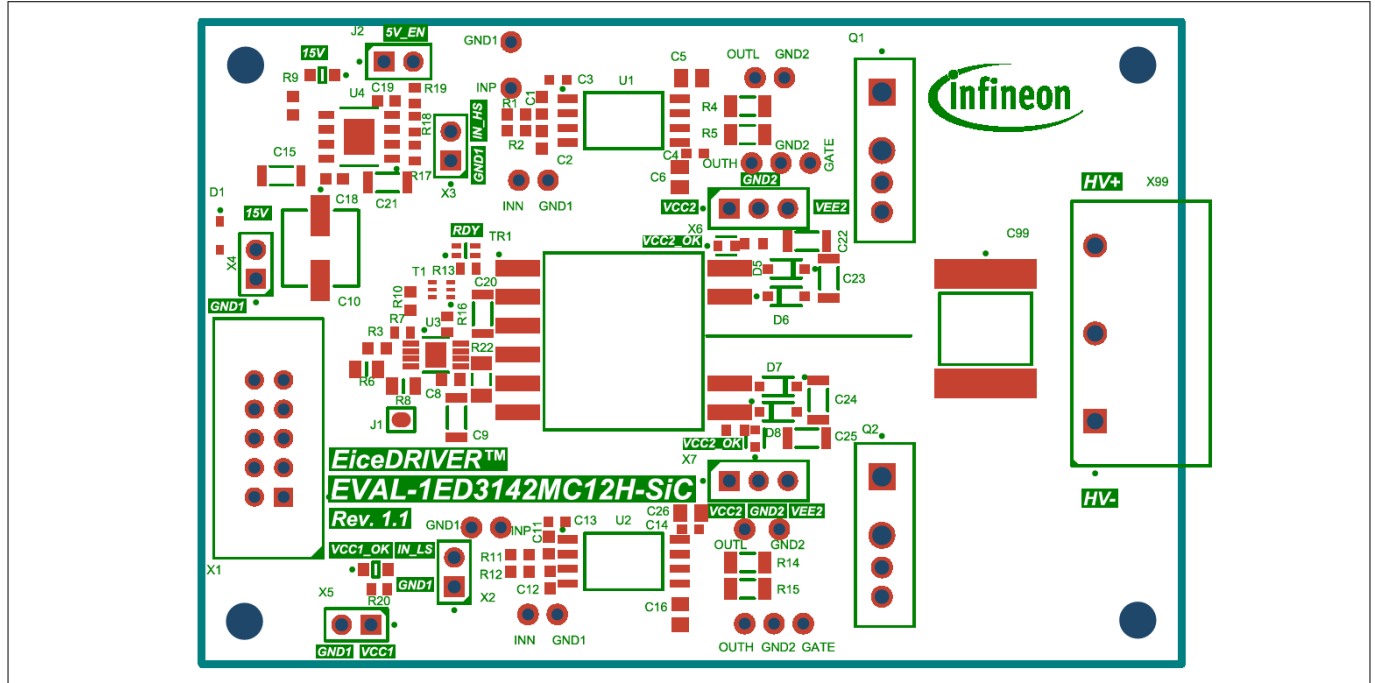 J2
5V_EN
GND1
C5
OUTL
GND2
Q1
15V
R9
U4
C19
R19
INP
C3
U1
infineon
R1
C1
R4
R18
IN_HS
R2
R5
GND2
GATE
C15
GND1
C2
C4
OUTH
R17
X3
C6
GND2
HV+
X99
D1
C18
C21
INN
GND1
VCC2
VEE2
15V
X4
RDY
TR1
X6
VCC2_OK
C22
C99
T1
R13
C20
D5
C23
GND1
C10
R10
R16
D6
R7
U3
R3
R22
D7
R6
C8
R8
C24
J1
C9
D8
C25
Q2
VCC2_OK
EiceDRIVER™
X7
EVAL-1ED3142MC12H-SiC
HV-
Rev. 1.1
C26
VCC2
GND2
VEE2
GND1
INP
C11
C13
U2
C14
VCC1_OK
IN_LS
OUTL
GND2
X1
R11
R14
R12
GND1
C12
R15
X5
R20
X2
C16
INN
GND1
OUTH
GND2
GATE
GND1
VCC1